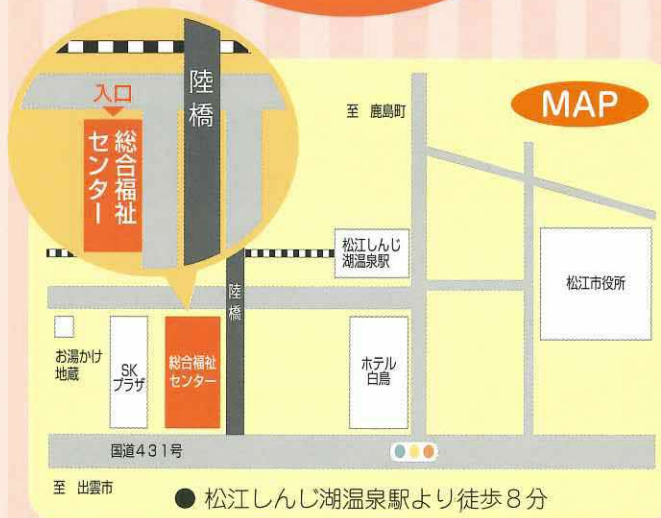 入口
陸橋
総合福祉
センター
MAP
至 鹿島町
松江しんじ
湖温泉駅
松江市役所
陸橋
お湯かけ
地蔵
SK
プラザ
総合福祉
センター
ホテル
白鳥
国道431号
至 出雲市
● 松江しんじ湖温泉駅より徒歩8分